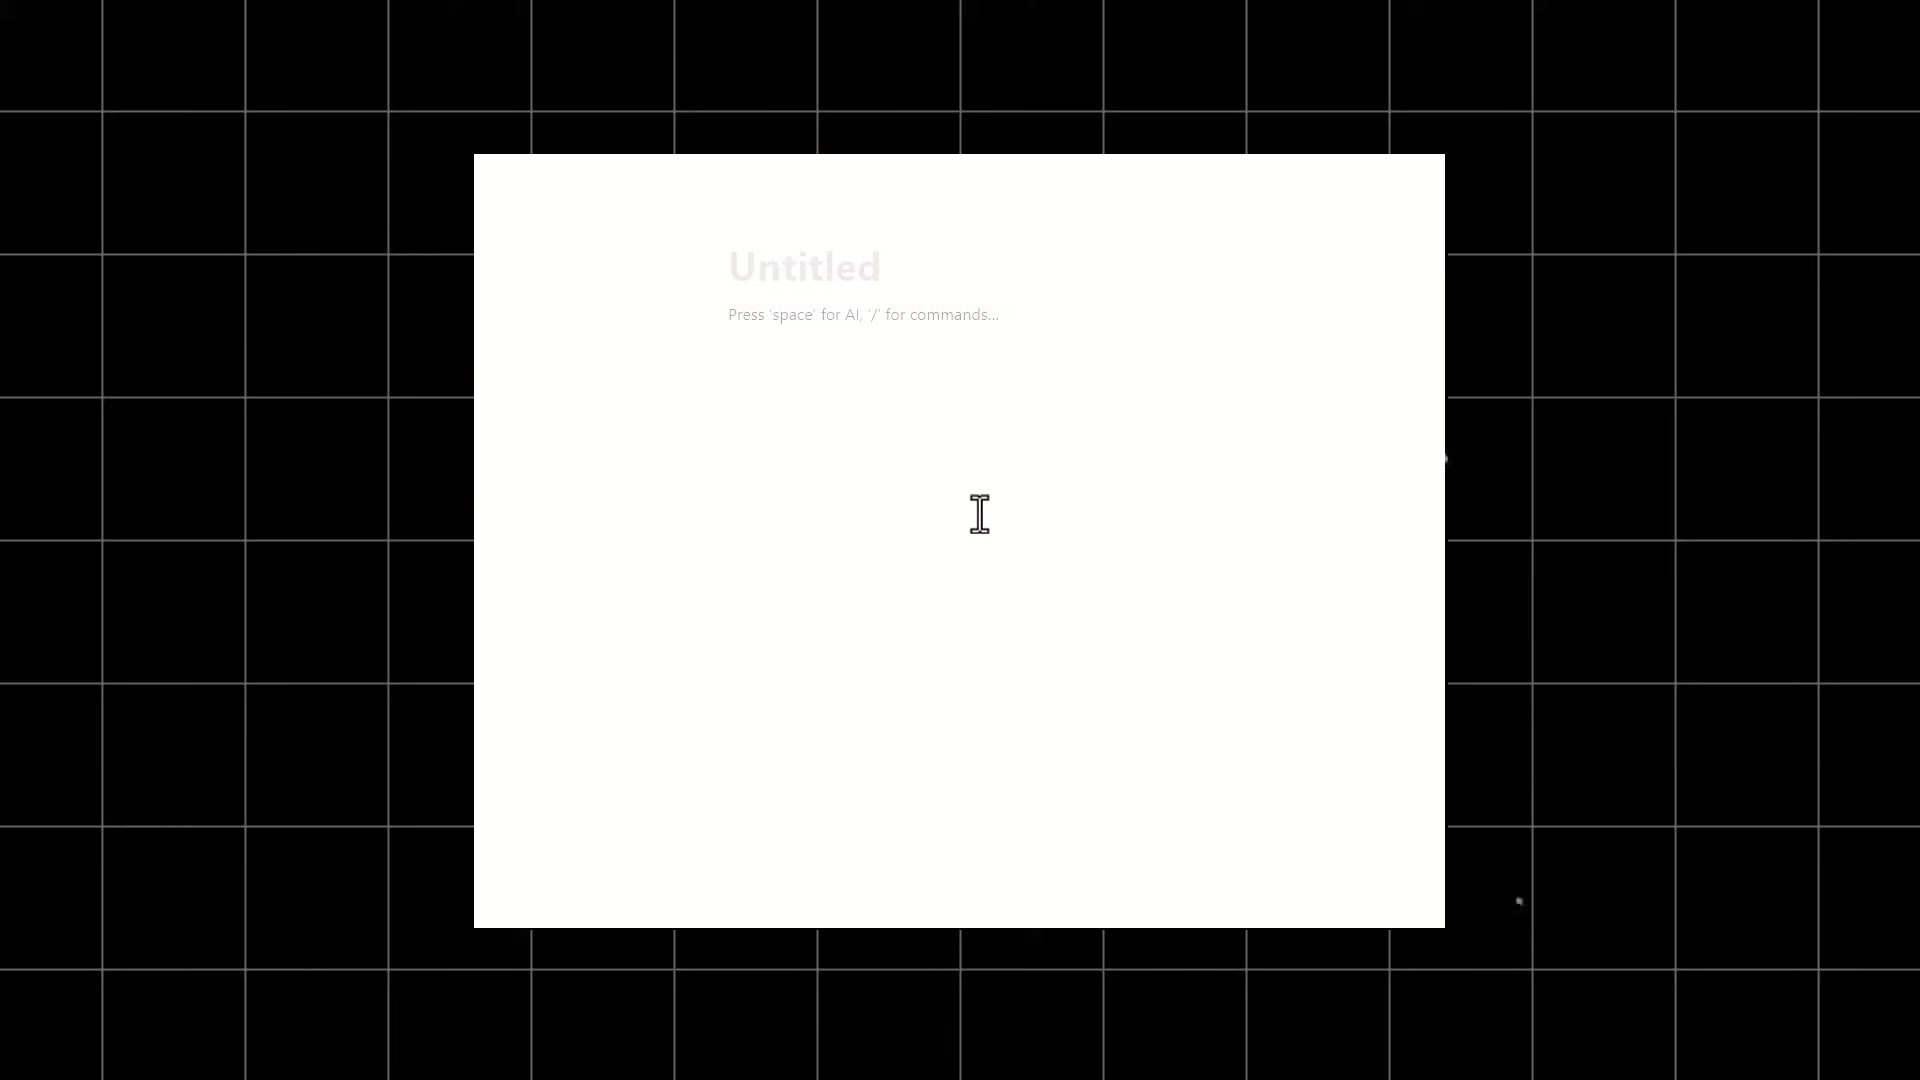 Untitled
Press ‘space’ for AI, ‘/’ for commands...